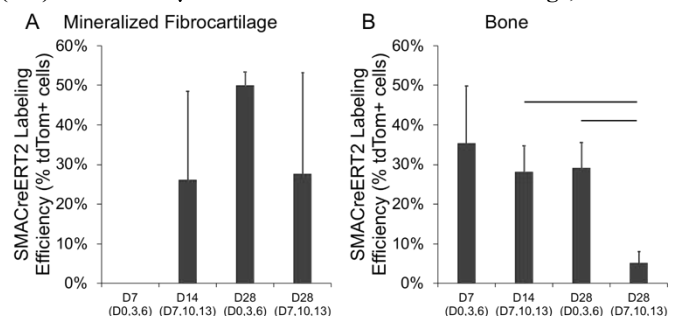 A Mineralized Fibrocartilage
SMACreERT2 Labeling
Efficiency (% tdTom+ cells)
60%
50%
40%
30%
20%
10%
0%
D7 D14 D28 D28
(D0,3,6) (D7,10,13) (D0,3,6) (D7,10,13)
B Bone
SMACreERT2 Labeling
Efficiency (% tdTom+ cells)
60%
50%
40%
30%
20%
10%
0%
D7 D14 D28 D28
(D0,3,6) (D7,10,13) (D0,3,6) (D7,10,13)